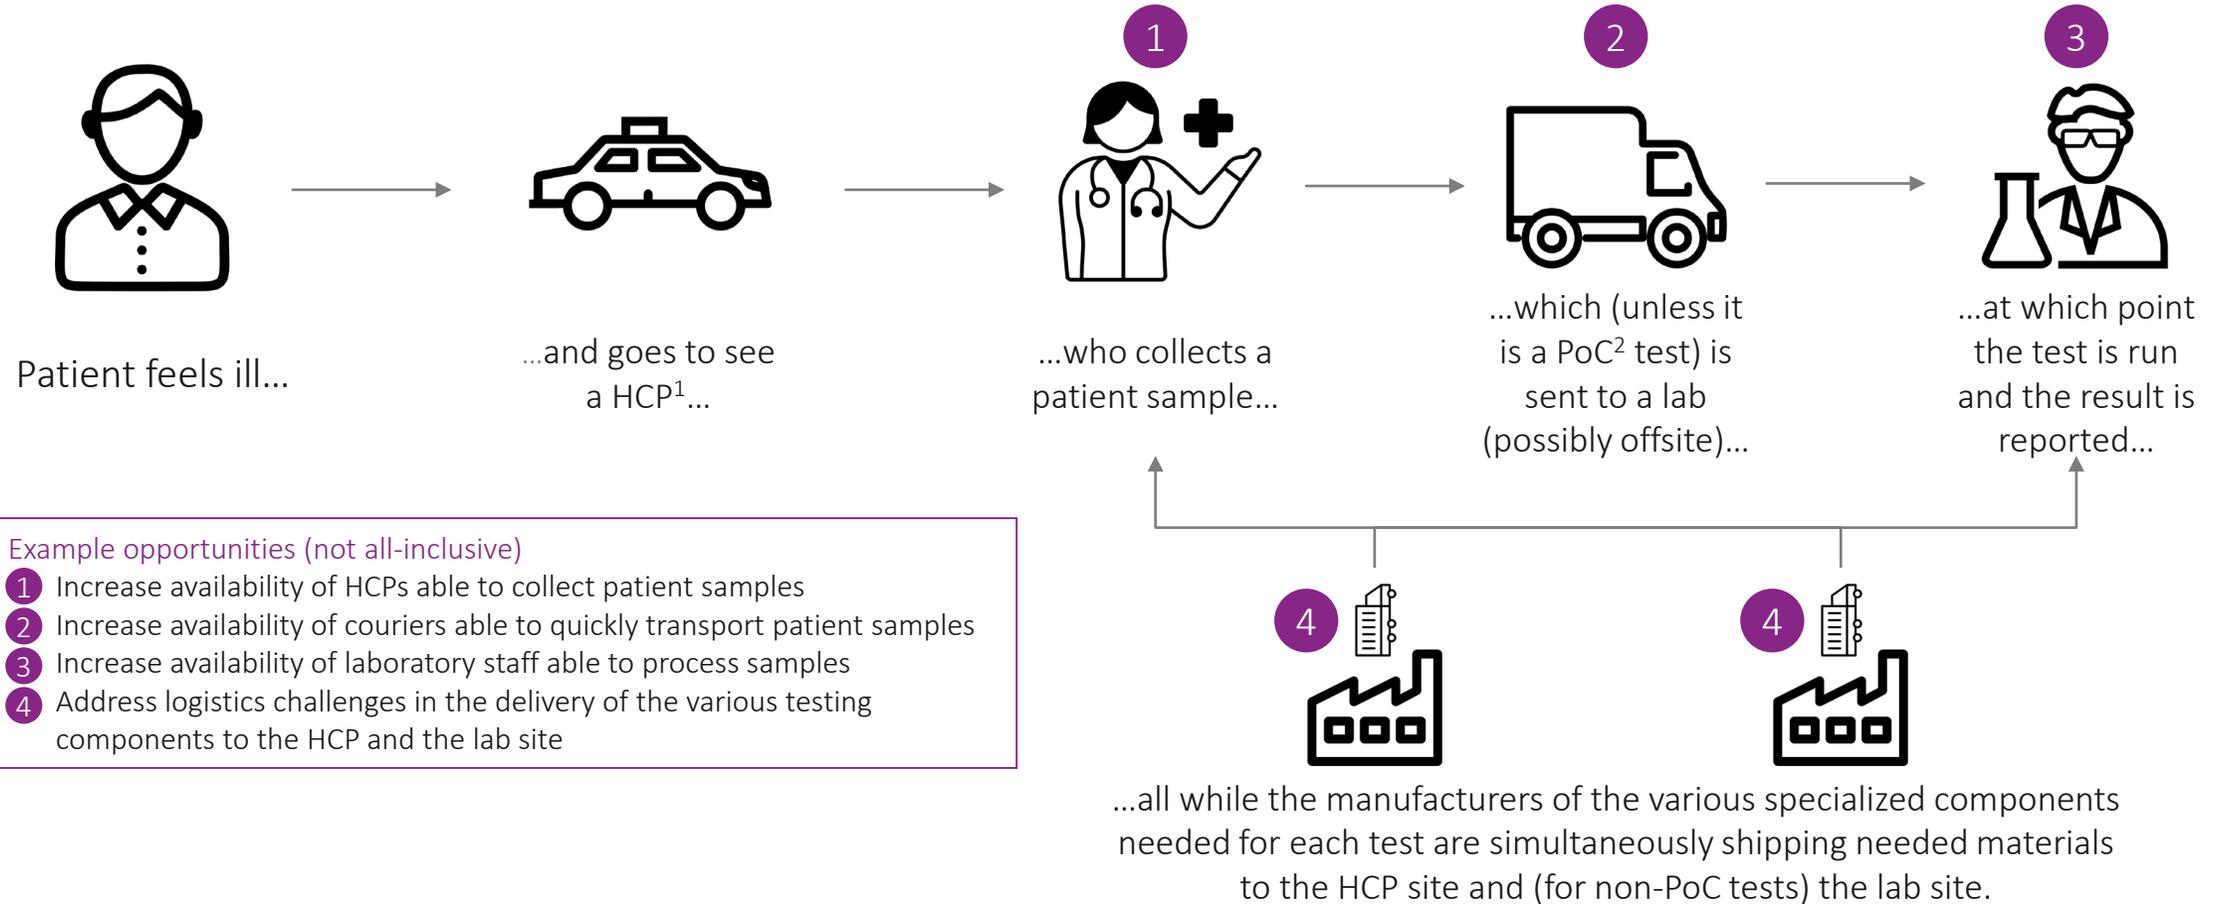 1
2
3
Patient feels ill...
...and goes to see
a HCP¹...
...who collects a
patient sample...
...which (unless it
is a PoC² test) is
sent to a lab
(possibly offsite)...
...at which point
the test is run
and the result is
reported...
Example opportunities (not all-inclusive)
1 Increase availability of HCPs able to collect patient samples
2 Increase availability of couriers able to quickly transport patient samples
3 Increase availability of laboratory staff able to process samples
4 Address logistics challenges in the delivery of the various testing
components to the HCP and the lab site
4
4
...all while the manufacturers of the various specialized components
needed for each test are simultaneously shipping needed materials
to the HCP site and (for non-PoC tests) the lab site.